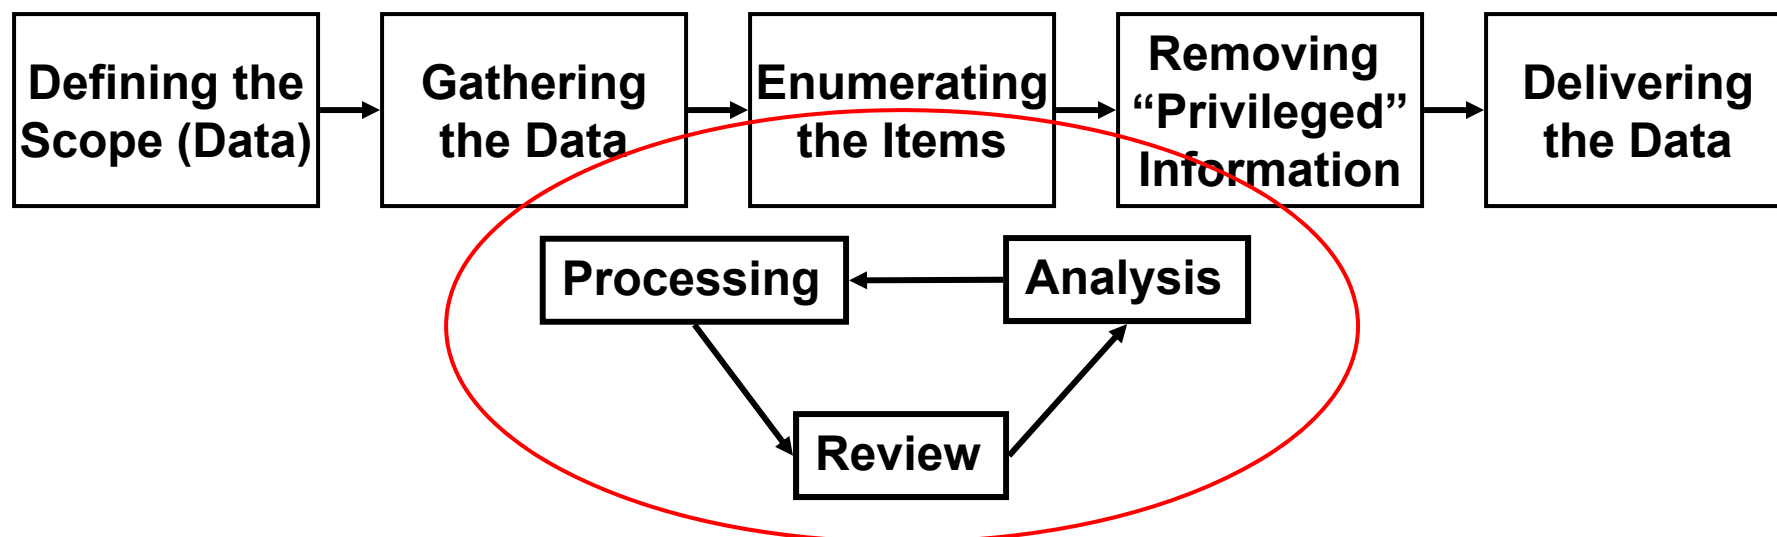 Defining the
Scope (Data)
Gathering
the Data
Enumerating
the Items
Removing
“Privileged”
Information
Delivering
the Data
Processing
Analysis
Review